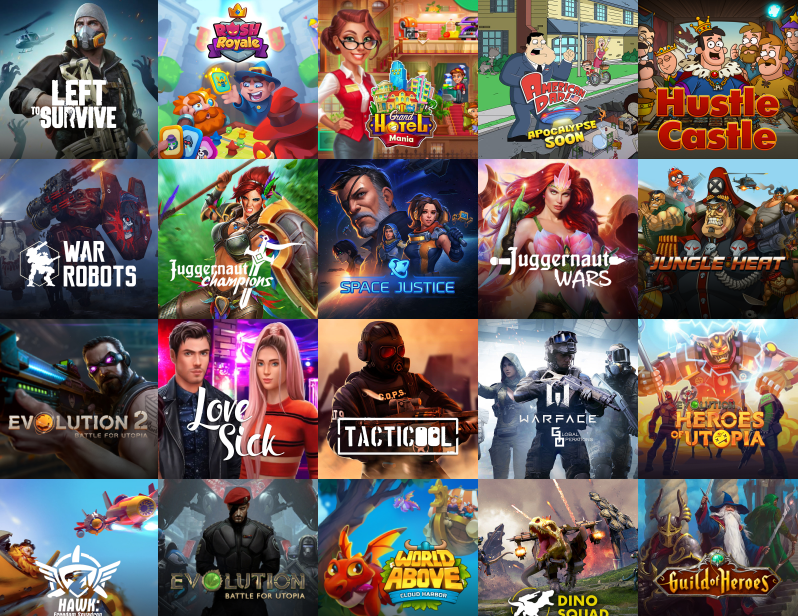 LEFT
TO SURVIVE
RUSH
Royale
Grand
Hotel
Mania
AMERICAN
DAD!
APOCALYPSE
SOON
Hustle
Castle
WAR
ROBOTS
Juggernaut
Champions
SPACE JUSTICE
Juggernaut
WARS
JUNGLE HEAT
EVOLUTION 2
BATTLE FOR UTOPIA
Love
Sick
C.O.P.S.
TACTICOOL
WARFACE
GLOBAL
OPERATIONS
EVOLUTION:
HEROES
OF UTOPIA
HAWK:
Freedom Squadron
EVOLUTION
BATTLE FOR UTOPIA
WORLD
ABOVE
CLOUD HARBOR
DINO
SQUAD
Guild of Heroes